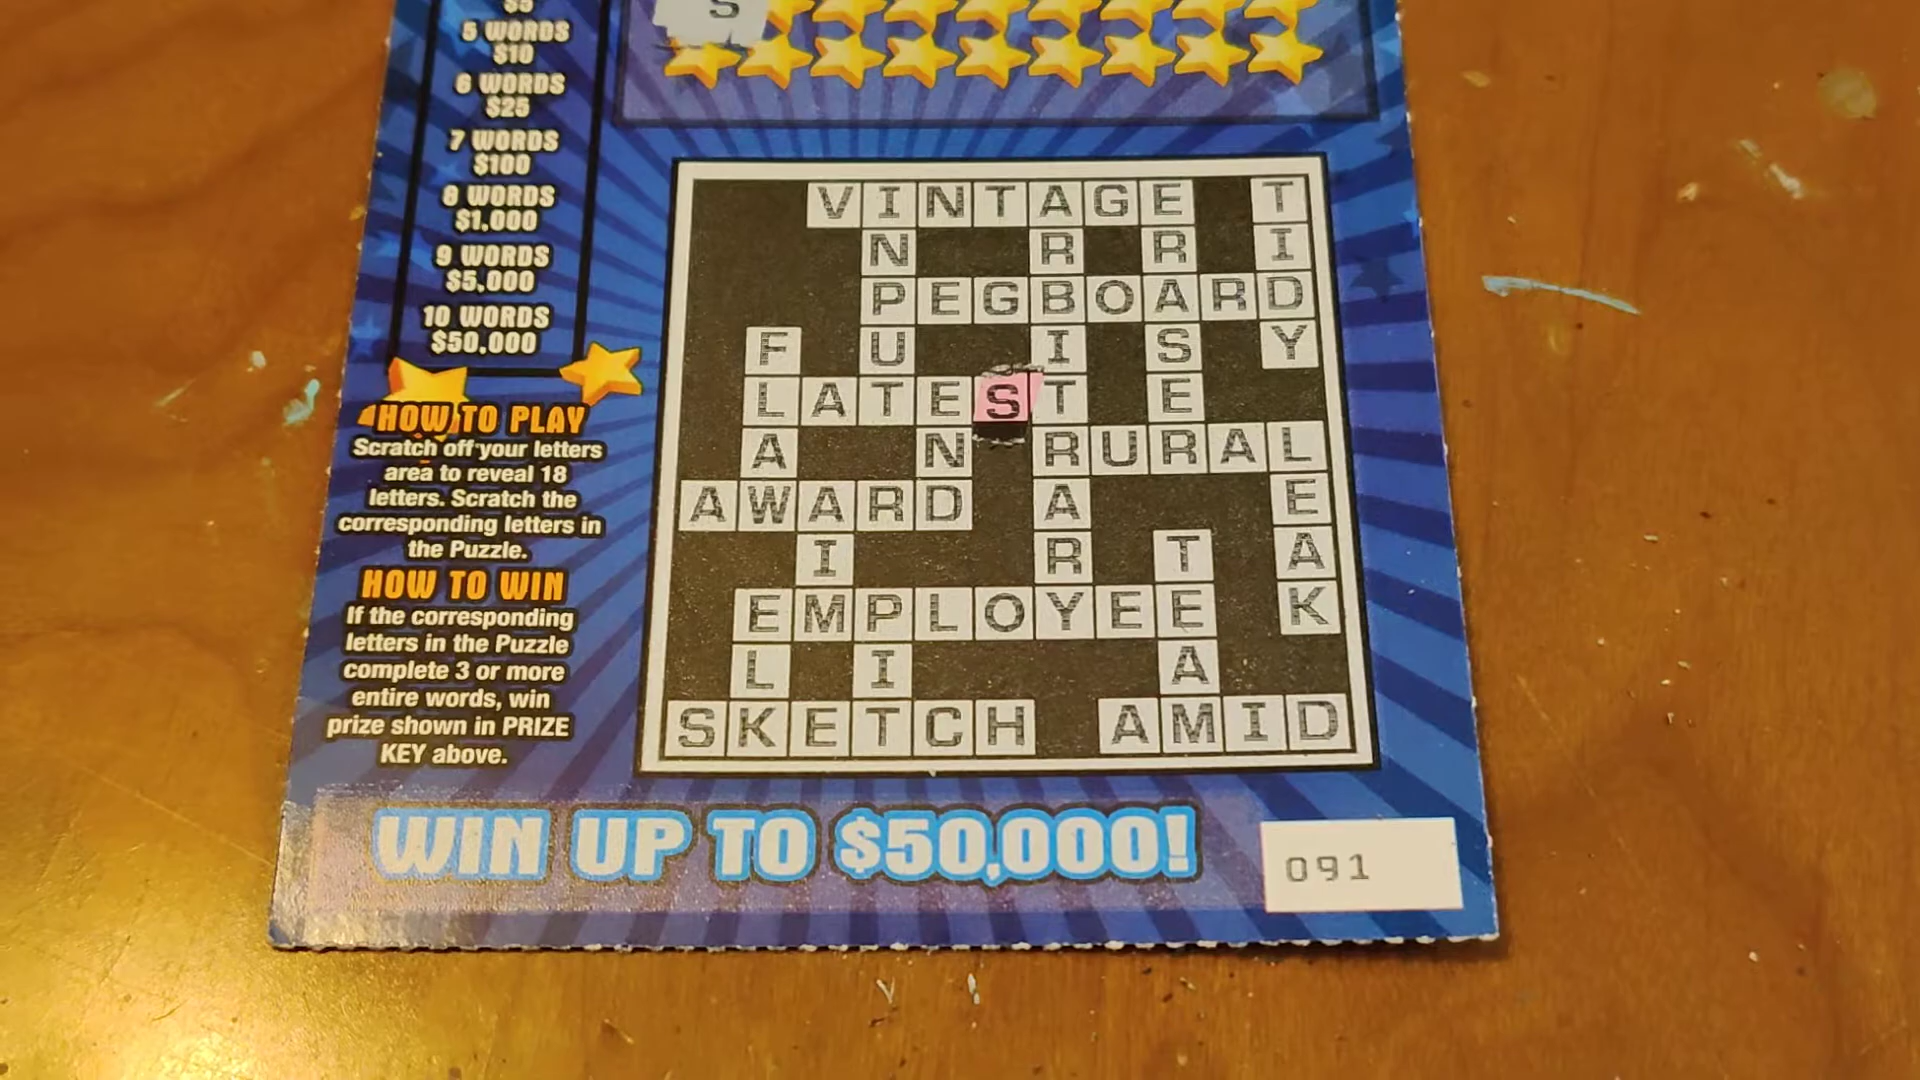 S
$5
5 WORDS
$10
6 WORDS
$25
7 WORDS
$100
8 WORDS
$1,000
9 WORDS
$5,000
10 WORDS
$50,000
HOW TO PLAY
Scratch off your letters
area to reveal 18
letters. Scratch the
corresponding letters in
the Puzzle.
HOW TO WIN
If the corresponding
letters in the Puzzle
complete 3 or more
entire words, win
prize shown in PRIZE
KEY above.
VINTAGE T
N R R I
PEGBOARD
F U I S Y
LATEST E
A N RURAL
AWARD A E
I R T A
EMPLOYEE K
L I A
SKETCH AMID
WIN UP TO $50,000!
091